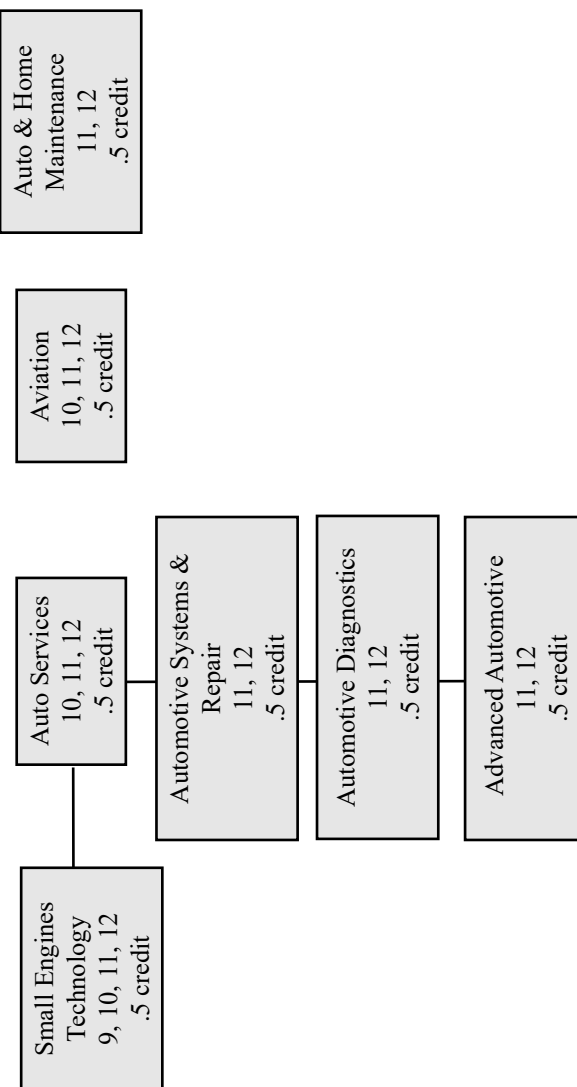 Small Engines
Technology
9, 10, 11, 12
.5 credit
Auto Services
10, 11, 12
.5 credit
Automotive Systems &
Repair
11, 12
.5 credit
Automotive Diagnostics
11, 12
.5 credit
Advanced Automotive
11, 12
.5 credit
Aviation
10, 11, 12
.5 credit
Auto & Home
Maintenance
11, 12
.5 credit